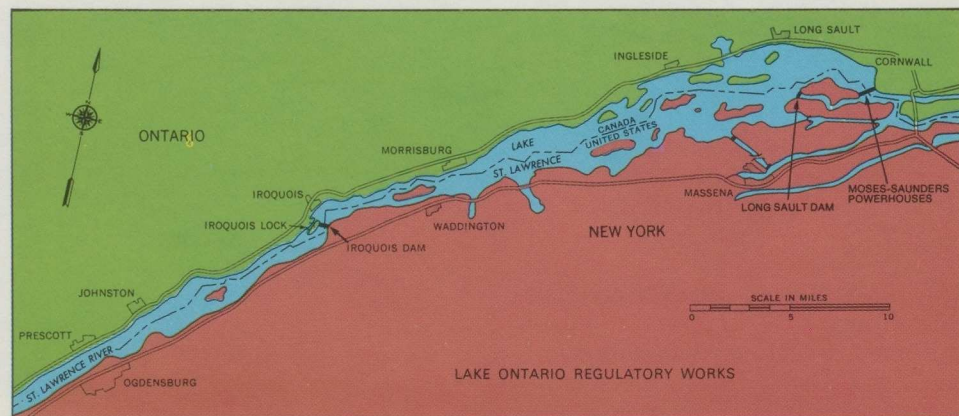 LONG SAULT
INGLESIDE
CORNWALL
ONTARIO
MORRISBURG
LAKE
ST. LAWRENCE
CANADA
UNITED STATES
IROQUOIS
IROQUOIS LOCK
IROQUOIS DAM
WADDINGTON
MASSENA
LONG SAULT DAM
MOSES-SAUNDERS
POWERHOUSES
NEW YORK
JOHNSTON
SCALE IN MILES
0 5 10
PRESCOTT
ST. LAWRENCE RIVER
OGDENSBURG
LAKE ONTARIO REGULATORY WORKS